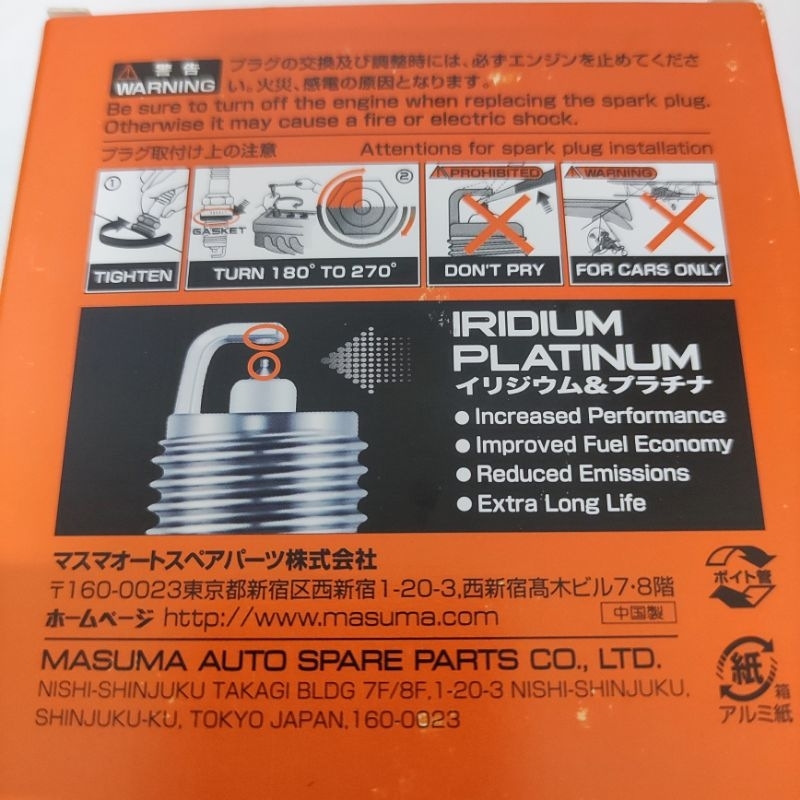 警告
WARNING
プラグの交換及び調整時には、必ずエンジンを止めてくださ
い。火災、感電の原因となります。
Be sure to turn off the engine when replacing the spark plug.
Otherwise it may cause a fire or electric shock.
プラグ取付け上の注意 Attentions for spark plug installation
①
TIGHTEN
②
GASKET
TURN 180° TO 270°
PROHIBITED
DON'T PRY
WARNING
FOR CARS ONLY
IRIDIUM
PLATINUM
イリジウム&プラチナ
● Increased Performance
● Improved Fuel Economy
● Reduced Emissions
● Extra Long Life
マスマオートスペアパーツ株式会社
〒160-0023東京都新宿区西新宿1-20-3,西新宿髙木ビル7・8階
ホームページ http://www.masuma.com 中国製
MASUMA AUTO SPARE PARTS CO., LTD.
NISHI-SHINJUKU TAKAGI BLDG 7F/8F,1-20-3 NISHI-SHINJUKU,
SHINJUKU-KU, TOKYO JAPAN,160-0023
紙
箱
アルミ紙